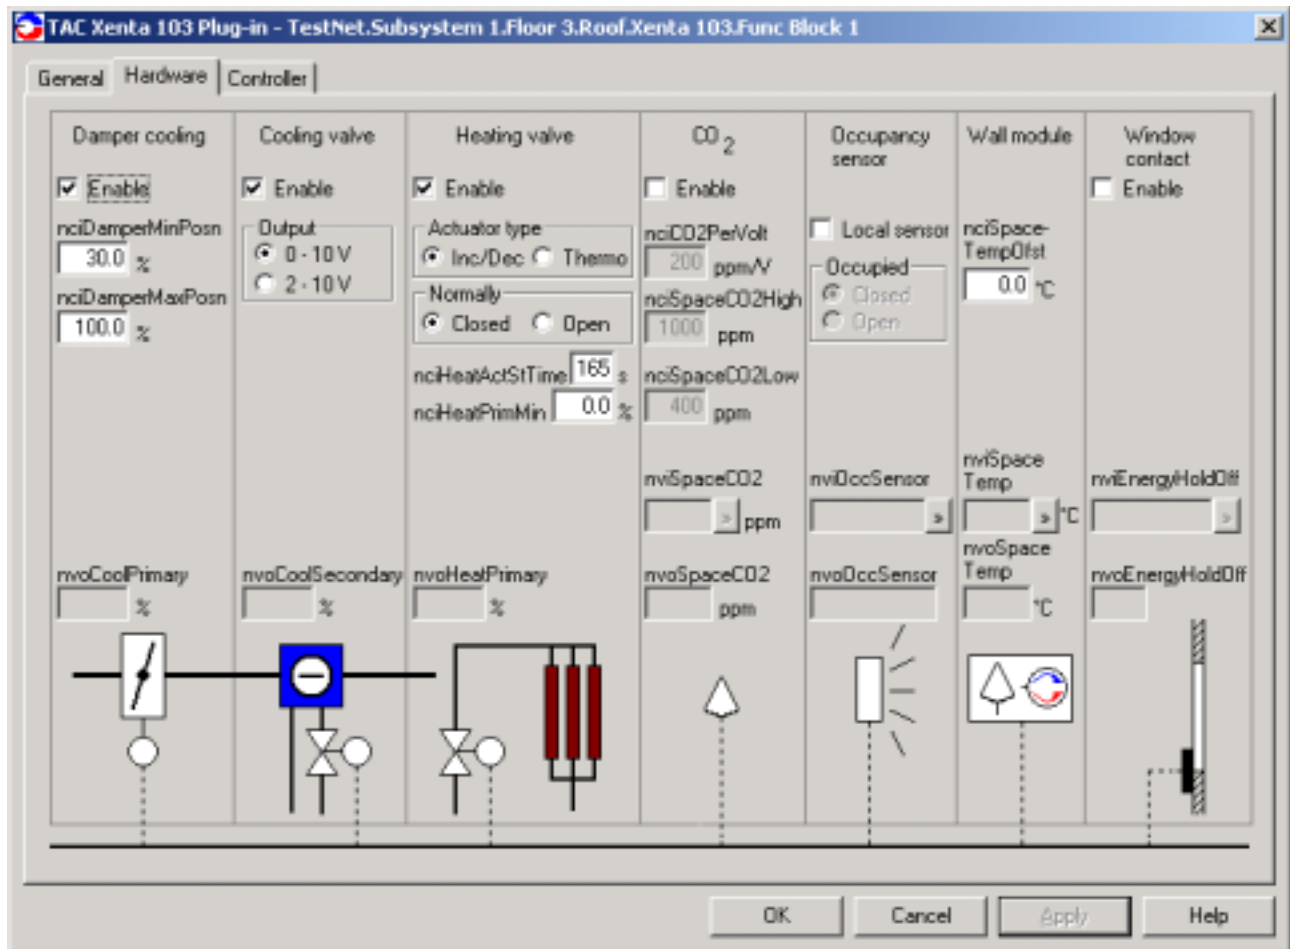 TAC Xenta 103 Plug-in - TestNet.Subsystem 1.Floor 3.Roof.Xenta 103.Func Block 1
General
Hardware
Controller
Damper cooling
Enable
nciDamperMinPosn
30.0 %
nciDamperMaxPosn
100.0 %
nvoCoolPrimary
%
Cooling valve
Enable
Output
0 - 10 V
2 - 10 V
nvoCoolSecondary
%
Heating valve
Enable
Actuator type
Inc/Dec Thermo
Normally
Closed Open
nciHeatActStTime 165 s
nciHeatPrimMin 0.0 %
nvoHeatPrimary
%
CO 2
Enable
nciCO2PerVolt
200 ppm/V
nciSpaceCO2High
1000 ppm
nciSpaceCO2Low
400 ppm
nviSpaceCO2
» ppm
nvoSpaceCO2
ppm
Occupancy
sensor
Local sensor
Occupied
Closed
Open
nviOccSensor
»
nvoOccSensor
Wall module
nciSpace-
TempOfst
0.0 °C
nviSpace
Temp
» °C
nvoSpace
Temp
°C
Window
contact
Enable
nviEnergyHoldOff
»
nvoEnergyHoldOff
OK
Cancel
Apply
Help